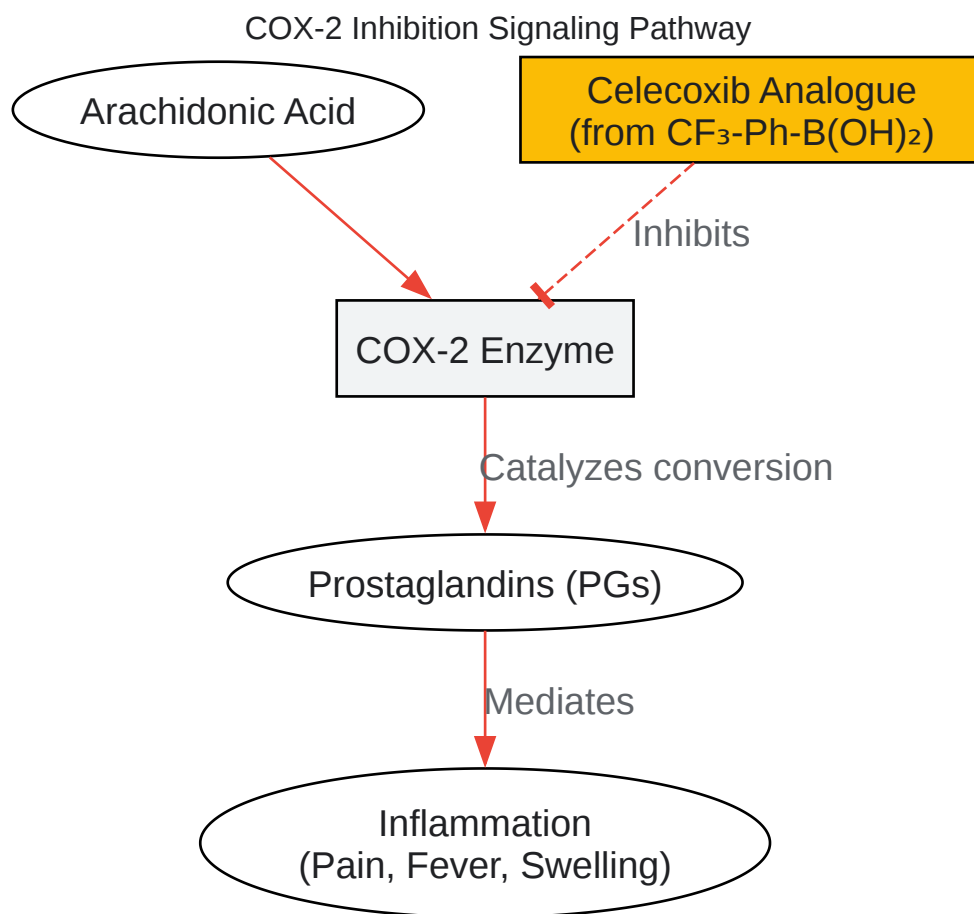 COX-2 Inhibition Signaling Pathway
Arachidonic Acid
Celecoxib Analogue
(from CF₃-Ph-B(OH)₂)
Inhibits
COX-2 Enzyme
Catalyzes conversion
Prostaglandins (PGs)
Mediates
Inflammation
(Pain, Fever, Swelling)